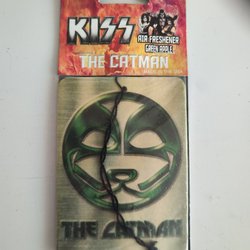 KISS
AIR FRESHENER
GREEN APPLE
THE CATMAN
MADE IN THE USA
THE CATMAN